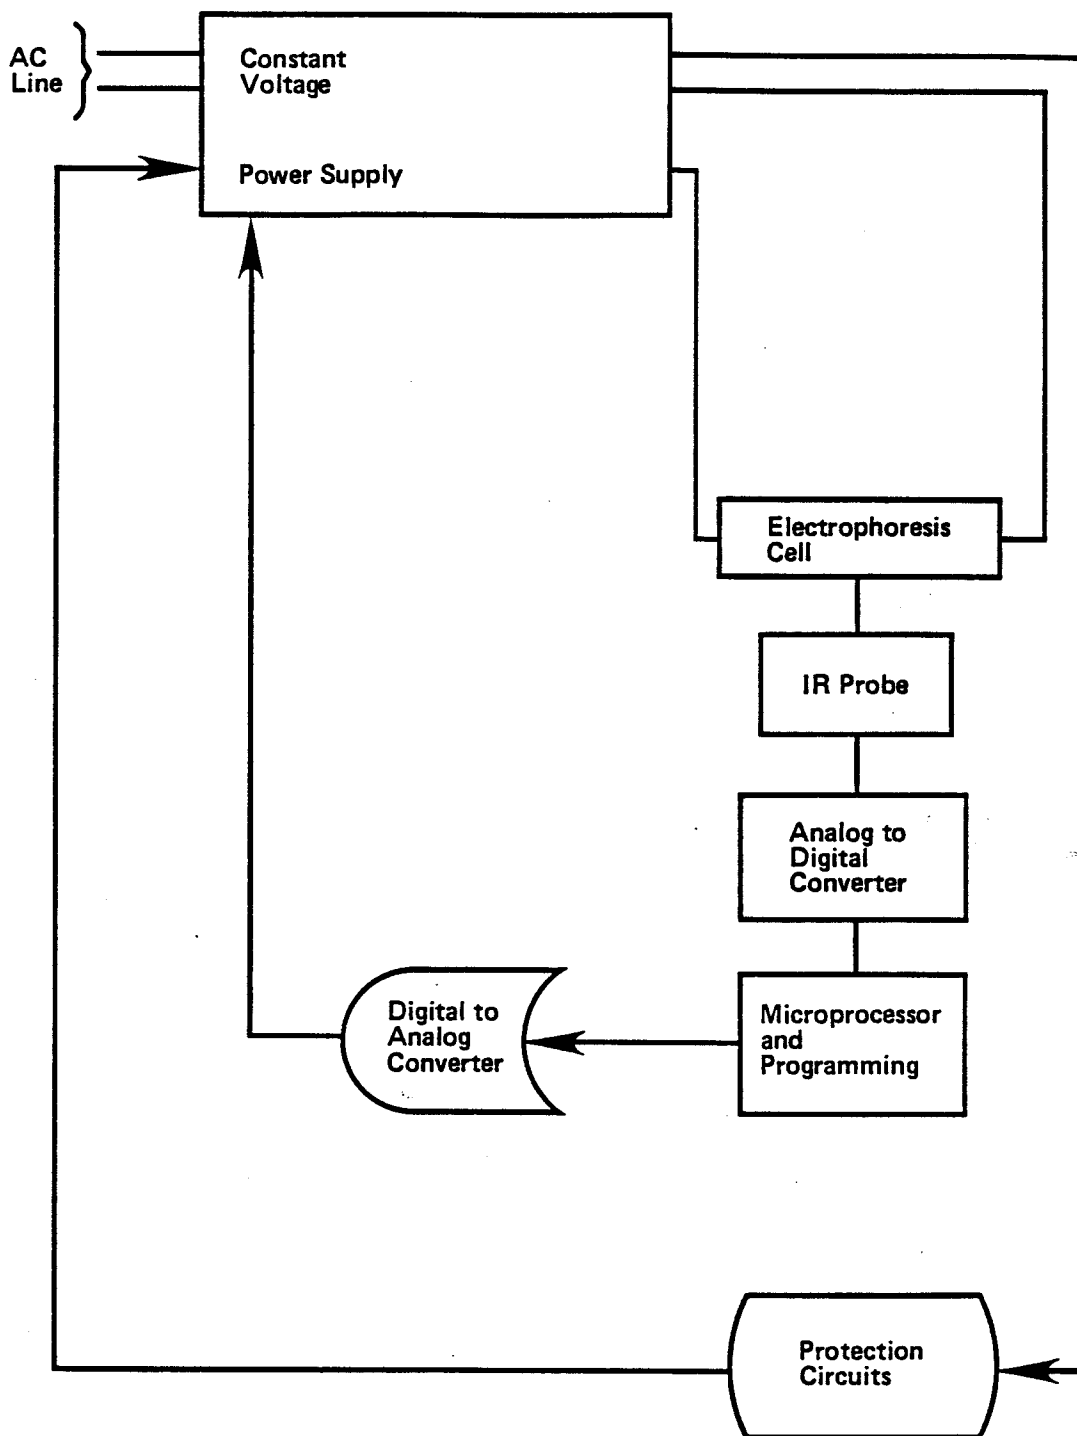 AC
Line
Constant
Voltage
Power Supply
Electrophoresis
Cell
IR Probe
Analog to
Digital
Converter
Digital to
Analog
Converter
Microprocessor
and
Programming
Protection
Circuits